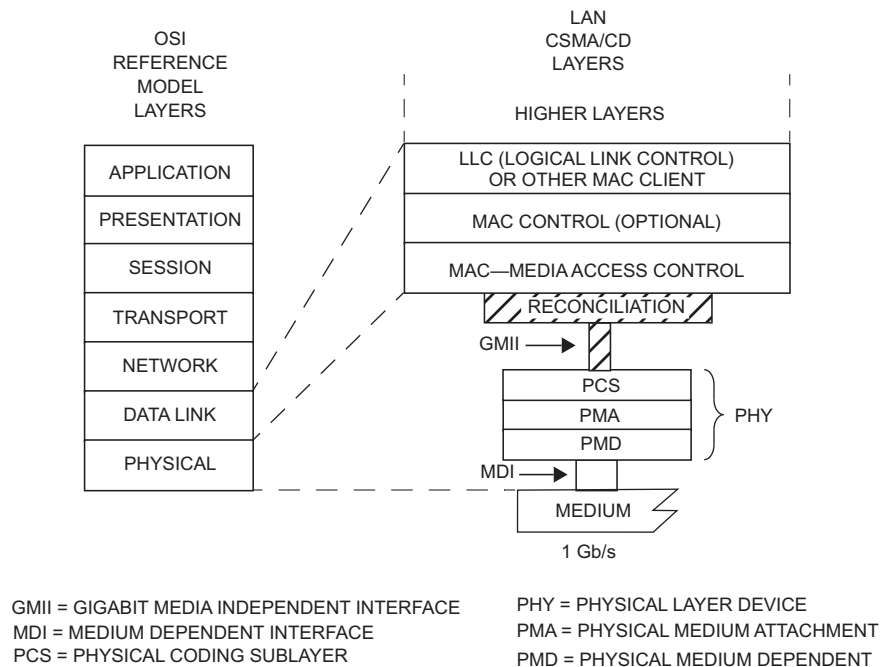 OSI
REFERENCE
MODEL
LAYERS
LAN
CSMA/CD
LAYERS
HIGHER LAYERS
APPLICATION
PRESENTATION
SESSION
TRANSPORT
NETWORK
DATA LINK
PHYSICAL
LLC (LOGICAL LINK CONTROL)
OR OTHER MAC CLIENT
MAC CONTROL (OPTIONAL)
MAC—MEDIA ACCESS CONTROL
RECONCILIATION
GMII
PCS
PMA
PMD
PHY
MDI
MEDIUM
1 Gb/s
GMII = GIGABIT MEDIA INDEPENDENT INTERFACE
MDI = MEDIUM DEPENDENT INTERFACE
PCS = PHYSICAL CODING SUBLAYER
PHY = PHYSICAL LAYER DEVICE
PMA = PHYSICAL MEDIUM ATTACHMENT
PMD = PHYSICAL MEDIUM DEPENDENT